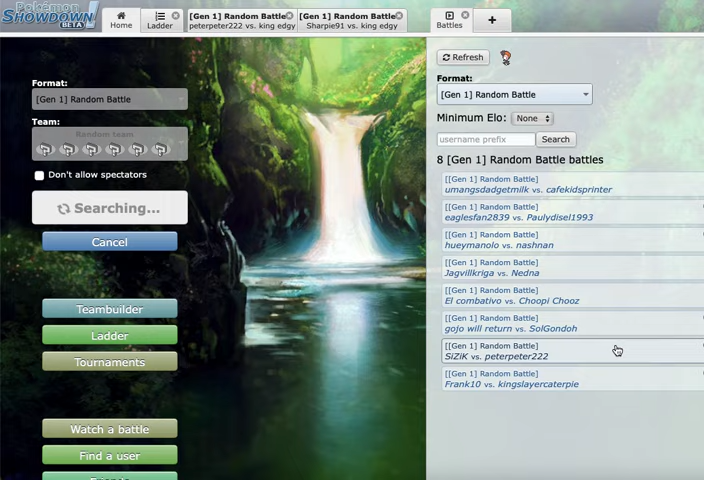 Pokémon
SHOWDOWN!
BETA
Home
Ladder
[Gen 1] Random Battle
peterpeter222 vs. king edgy
[Gen 1] Random Battle
Sharpie91 vs. king edgy
Battles
Format:
[Gen 1] Random Battle
Team:
Random team
Don't allow spectators
Searching...
Cancel
Teambuilder
Ladder
Tournaments
Watch a battle
Find a user
Refresh
Format:
[Gen 1] Random Battle
Minimum Elo: None
username prefix Search
8 [Gen 1] Random Battle battles
[[Gen 1] Random Battle]
umangsdadgetmilk vs. cafekidsprinter
[[Gen 1] Random Battle]
eaglesfan2839 vs. Paulydisel1993
[[Gen 1] Random Battle]
hueymanolo vs. nashnan
[[Gen 1] Random Battle]
Jagvillkriga vs. Nedna
[[Gen 1] Random Battle]
El combativo vs. Choopi Chooz
[[Gen 1] Random Battle]
gojo will return vs. SolGondoh
[[Gen 1] Random Battle]
SiZiK vs. peterpeter222
[[Gen 1] Random Battle]
Frank10 vs. kingslayercaterpie